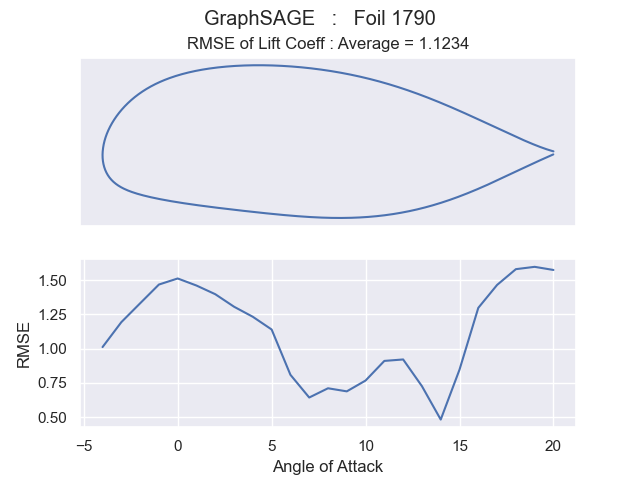 GraphSAGE   :   Foil 1790
RMSE of Lift Coeff : Average = 1.1234
1.50
1.25
1.00
0.75
0.50
RMSE
−5 0 5 10 15 20
Angle of Attack